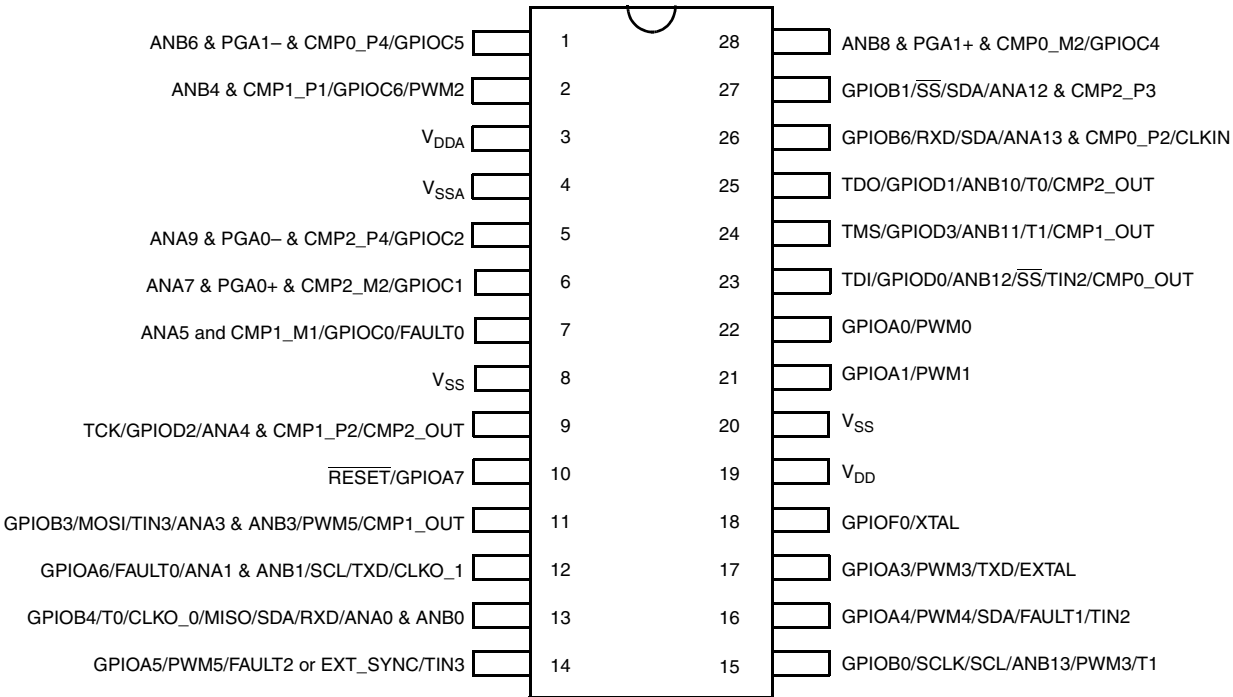 ANB6 & PGA1– & CMP0_P4/GPIOC5 1 28 ANB8 & PGA1+ & CMP0_M2/GPIOC4
ANB4 & CMP1_P1/GPIOC6/PWM2 2 27 GPIOB1/SS/SDA/ANA12 & CMP2_P3
VDDA 3 26 GPIOB6/RXD/SDA/ANA13 & CMP0_P2/CLKIN
VSSA 4 25 TDO/GPIOD1/ANB10/T0/CMP2_OUT
ANA9 & PGA0– & CMP2_P4/GPIOC2 5 24 TMS/GPIOD3/ANB11/T1/CMP1_OUT
ANA7 & PGA0+ & CMP2_M2/GPIOC1 6 23 TDI/GPIOD0/ANB12/SS/TIN2/CMP0_OUT
ANA5 and CMP1_M1/GPIOC0/FAULT0 7 22 GPIOA0/PWM0
VSS 8 21 GPIOA1/PWM1
TCK/GPIOD2/ANA4 & CMP1_P2/CMP2_OUT 9 20 VSS
RESET/GPIOA7 10 19 VDD
GPIOB3/MOSI/TIN3/ANA3 & ANB3/PWM5/CMP1_OUT 11 18 GPIOF0/XTAL
GPIOA6/FAULT0/ANA1 & ANB1/SCL/TXD/CLKO_1 12 17 GPIOA3/PWM3/TXD/EXTAL
GPIOB4/T0/CLKO_0/MISO/SDA/RXD/ANA0 & ANB0 13 16 GPIOA4/PWM4/SDA/FAULT1/TIN2
GPIOA5/PWM5/FAULT2 or EXT_SYNC/TIN3 14 15 GPIOB0/SCLK/SCL/ANB13/PWM3/T1